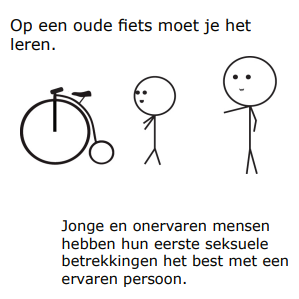 Op een oude fiets moet je het
leren.
Jonge en onervaren mensen
hebben hun eerste seksuele
betrekkingen het best met een
ervaren persoon.